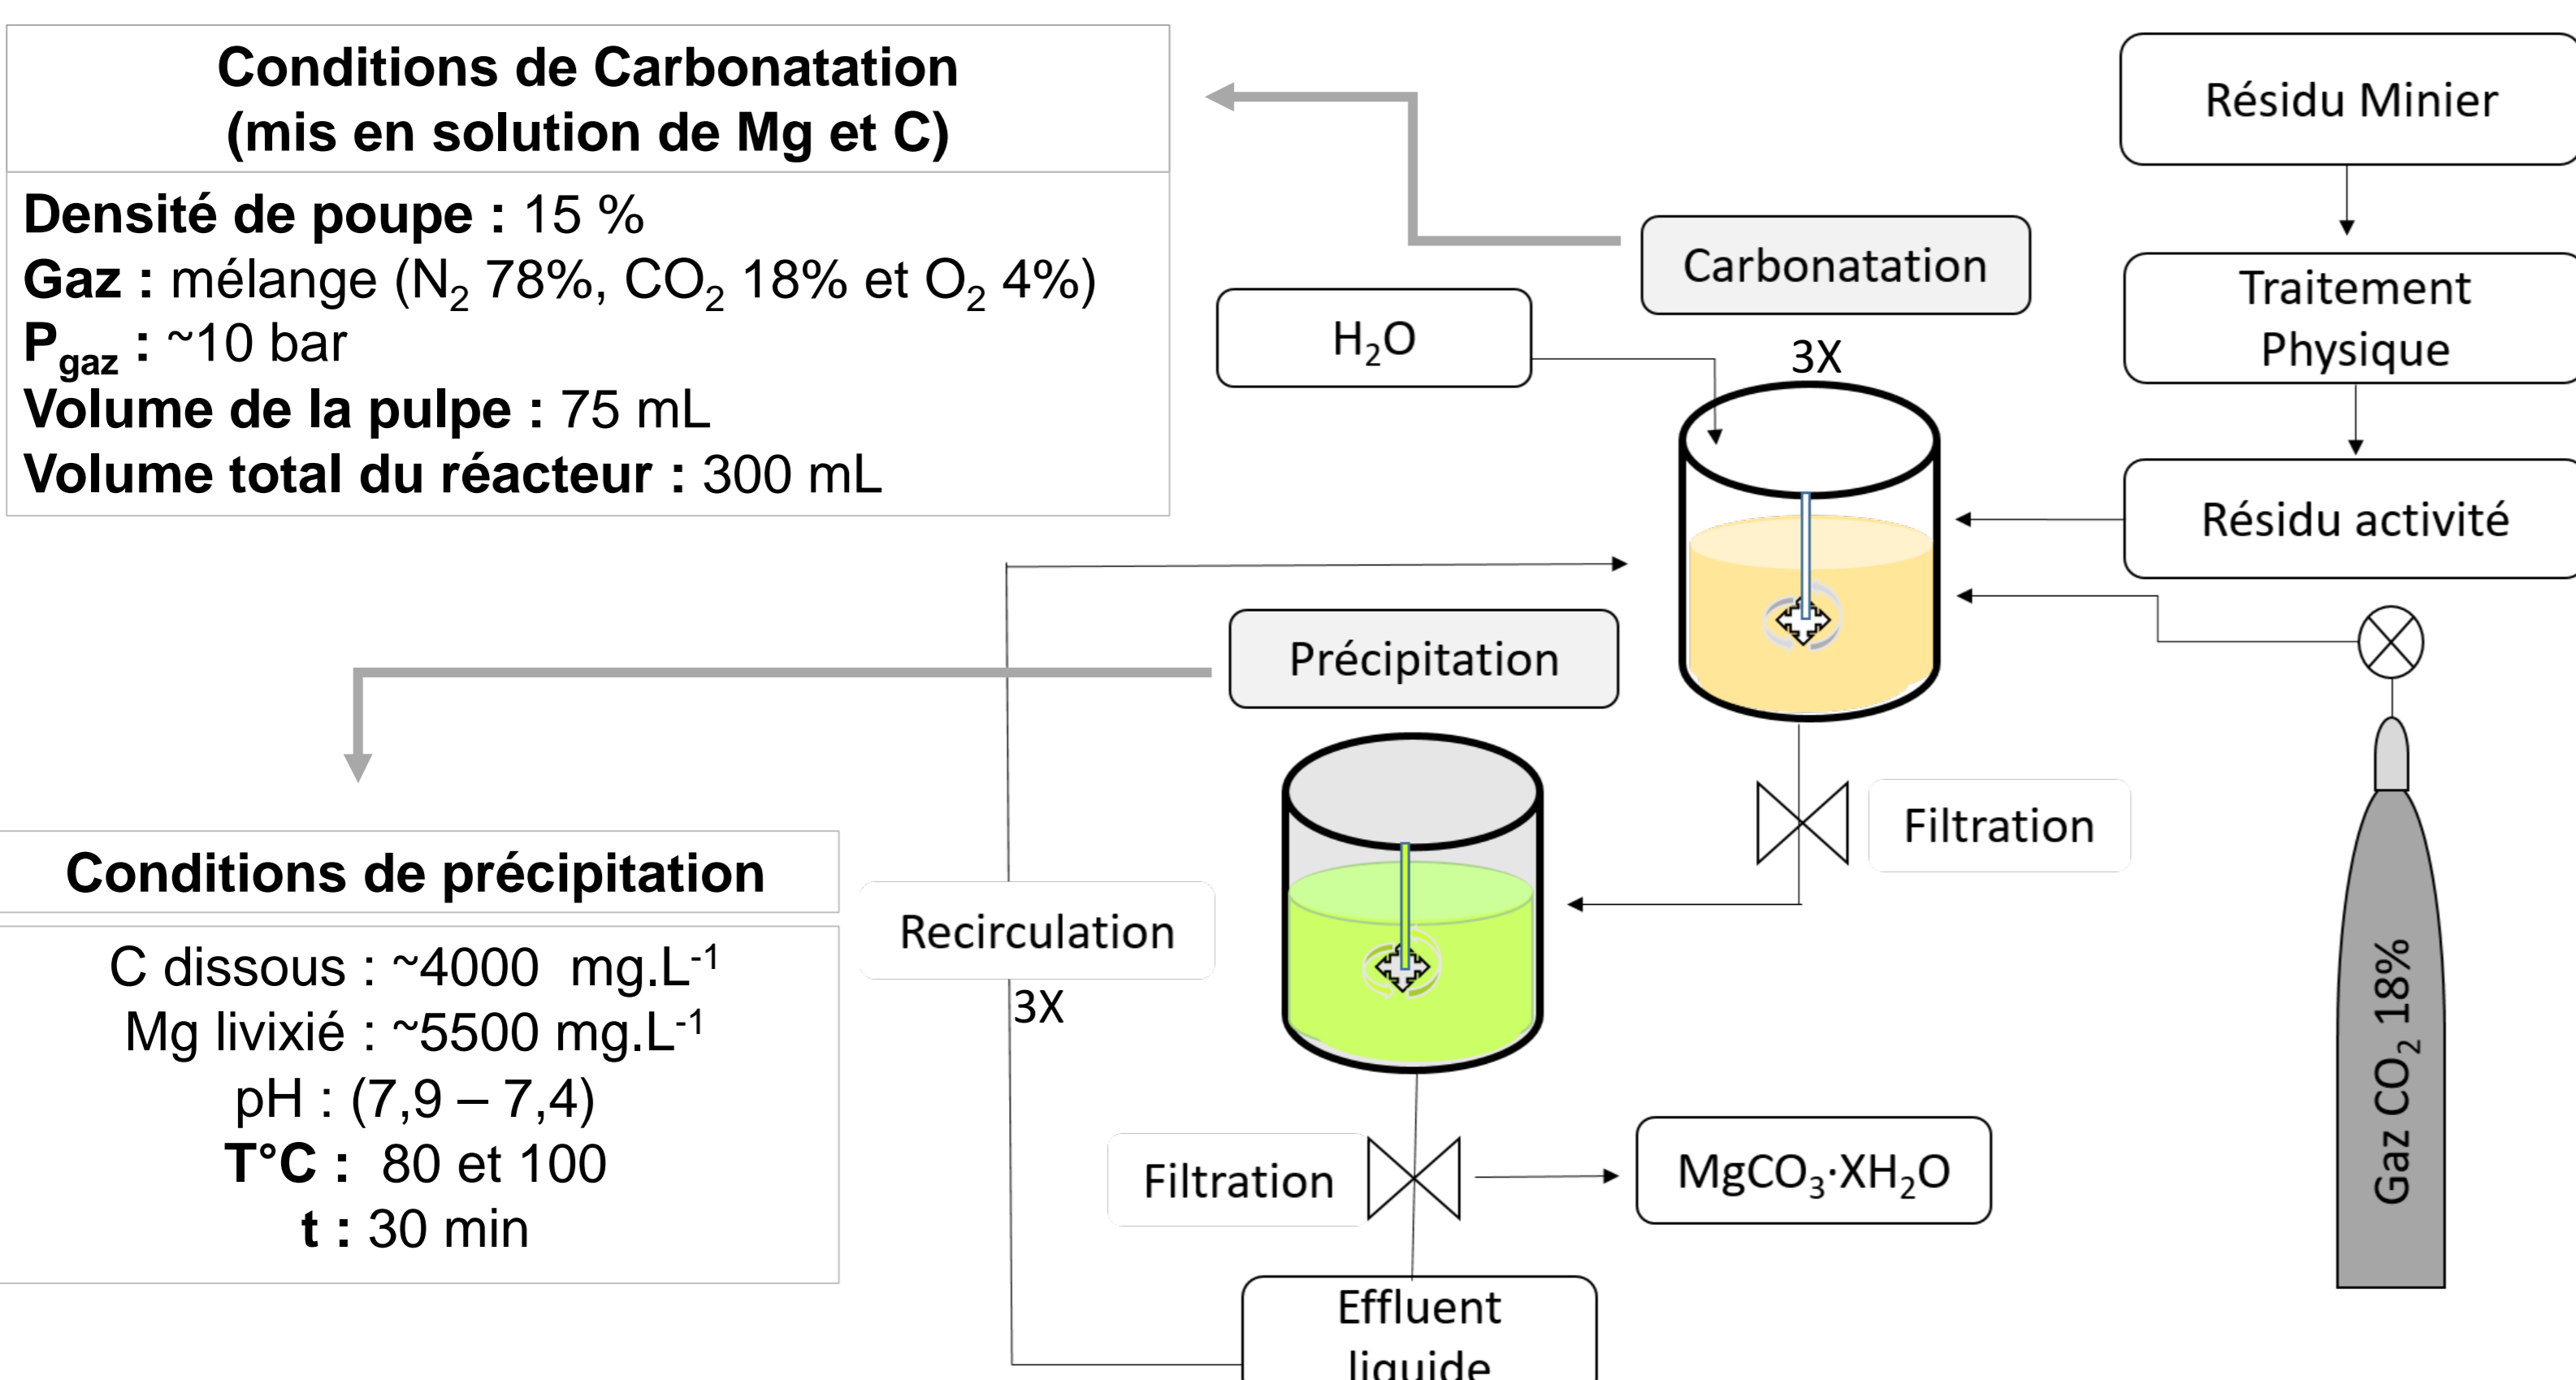 Conditions de Carbonatation
(mis en solution de Mg et C)
Densité de poupe : 15 %
Gaz : mélange (N₂ 78%, CO₂ 18% et O₂ 4%)
P_gaz : ~10 bar
Volume de la pulpe : 75 mL
Volume total du réacteur : 300 mL
Résidu Minier
Carbonatation
Traitement
Physique
H₂O
3X
Résidu activité
Précipitation
Filtration
Conditions de précipitation
C dissous : ~4000 mg.L⁻¹
Mg livixié : ~5500 mg.L⁻¹
pH : (7,9 – 7,4)
T°C : 80 et 100
t : 30 min
Recirculation
3X
Gaz CO₂ 18%
Filtration
MgCO₃·XH₂O
Effluent
liquide